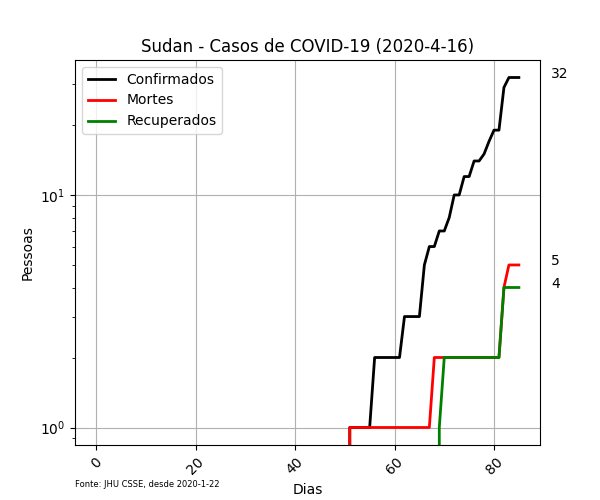 Sudan - Casos de COVID-19 (2020-4-16)
Confirmados
Mortes
Recuperados
32
5
4
10¹
10⁰
Pessoas
0
20
40
60
80
Fonte: JHU CSSE, desde 2020-1-22
Dias